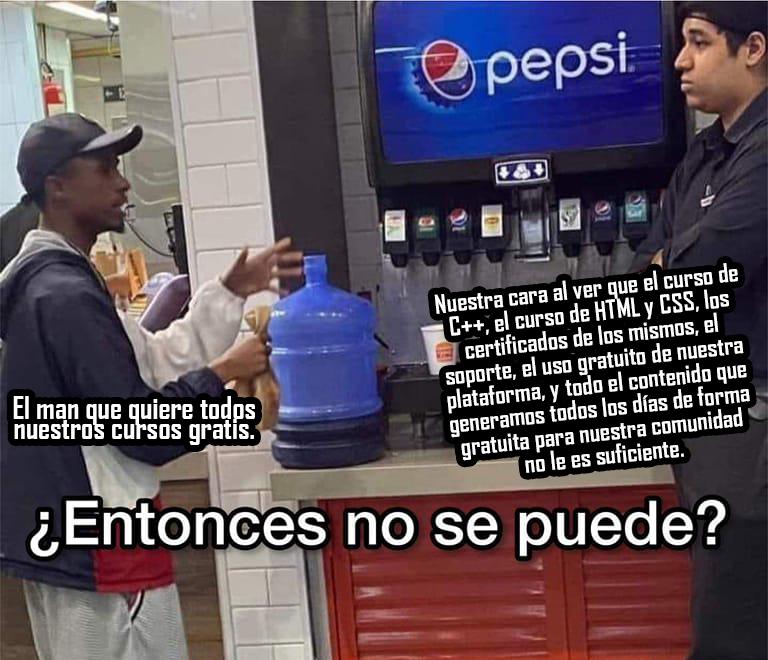 pepsi
Nuestra cara al ver que el curso de
C++, el curso de HTML y CSS, los
certificados de los mismos, el
soporte, el uso gratuito de nuestra
plataforma, y todo el contenido que
generamos todos los días de forma
gratuita para nuestra comunidad
no le es suficiente.
El man que quiere todos
nuestros cursos gratis.
¿Entonces no se puede?